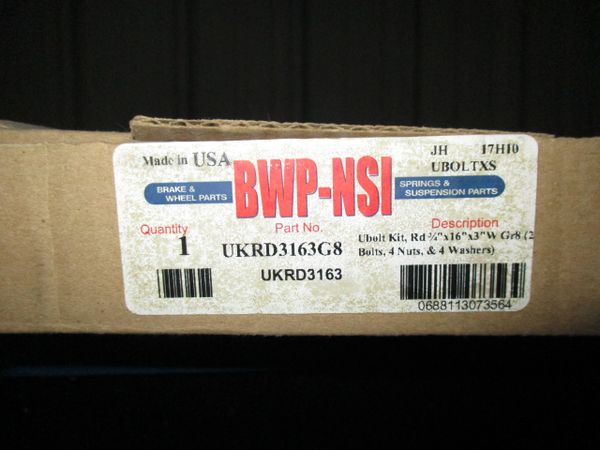 Made in USA
JH 17H10
UBOLTXS
BRAKE &
WHEEL PARTS
BWP-NSI
SPRINGS &
SUSPENSION PARTS
Quantity
1
Part No.
UKRD3163G8
UKRD3163
Description
Ubolt Kit, Rd ¾"x16"x3"W Gr8 (2
Bolts, 4 Nuts, & 4 Washers)
0688113073564